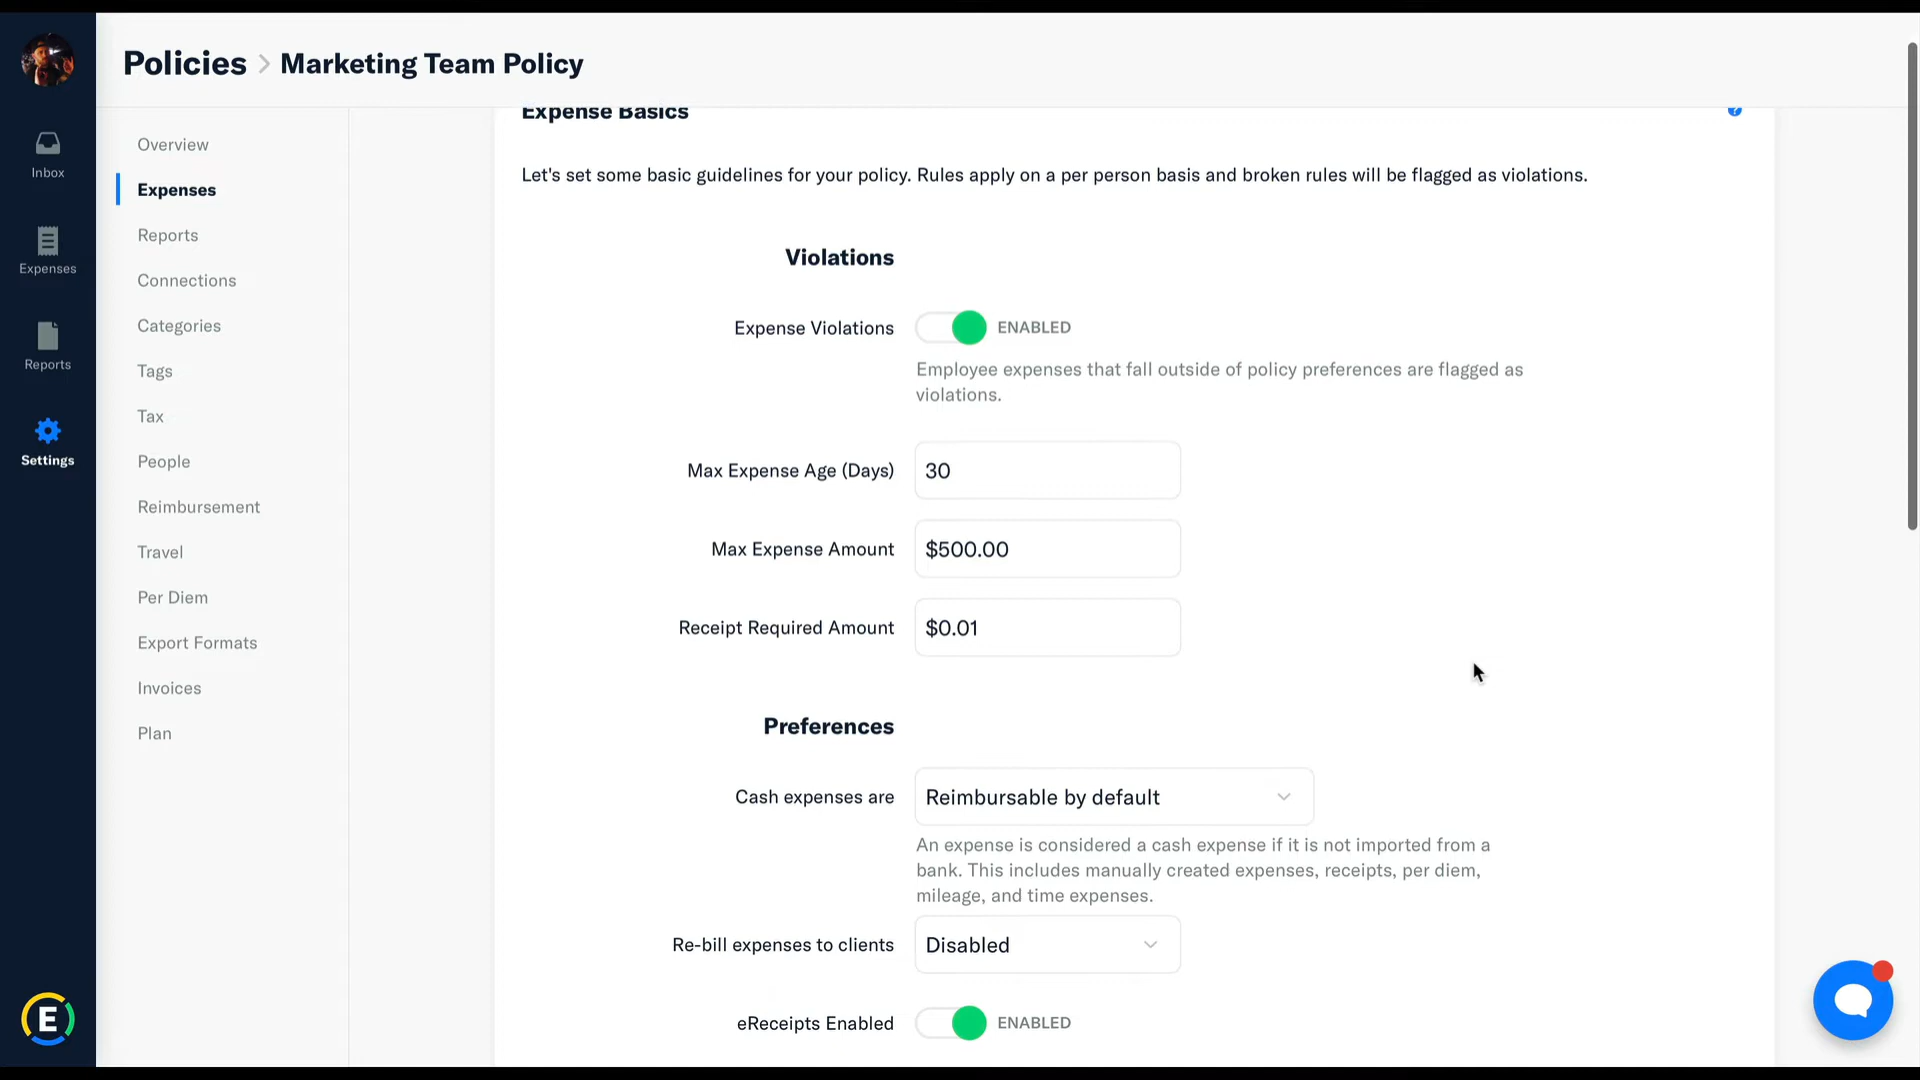 Policies > Marketing Team Policy
Inbox
Expenses
Reports
Settings
E
Overview
Expenses
Reports
Connections
Categories
Tags
Tax
People
Reimbursement
Travel
Per Diem
Export Formats
Invoices
Plan
Expense Basics
?
Let's set some basic guidelines for your policy. Rules apply on a per person basis and broken rules will be flagged as violations.
Violations
Expense Violations ENABLED
Employee expenses that fall outside of policy preferences are flagged as
violations.
Max Expense Age (Days) 30
Max Expense Amount $500.00
Receipt Required Amount $0.01
Preferences
Cash expenses are Reimbursable by default
An expense is considered a cash expense if it is not imported from a
bank. This includes manually created expenses, receipts, per diem,
mileage, and time expenses.
Re-bill expenses to clients Disabled
eReceipts Enabled ENABLED